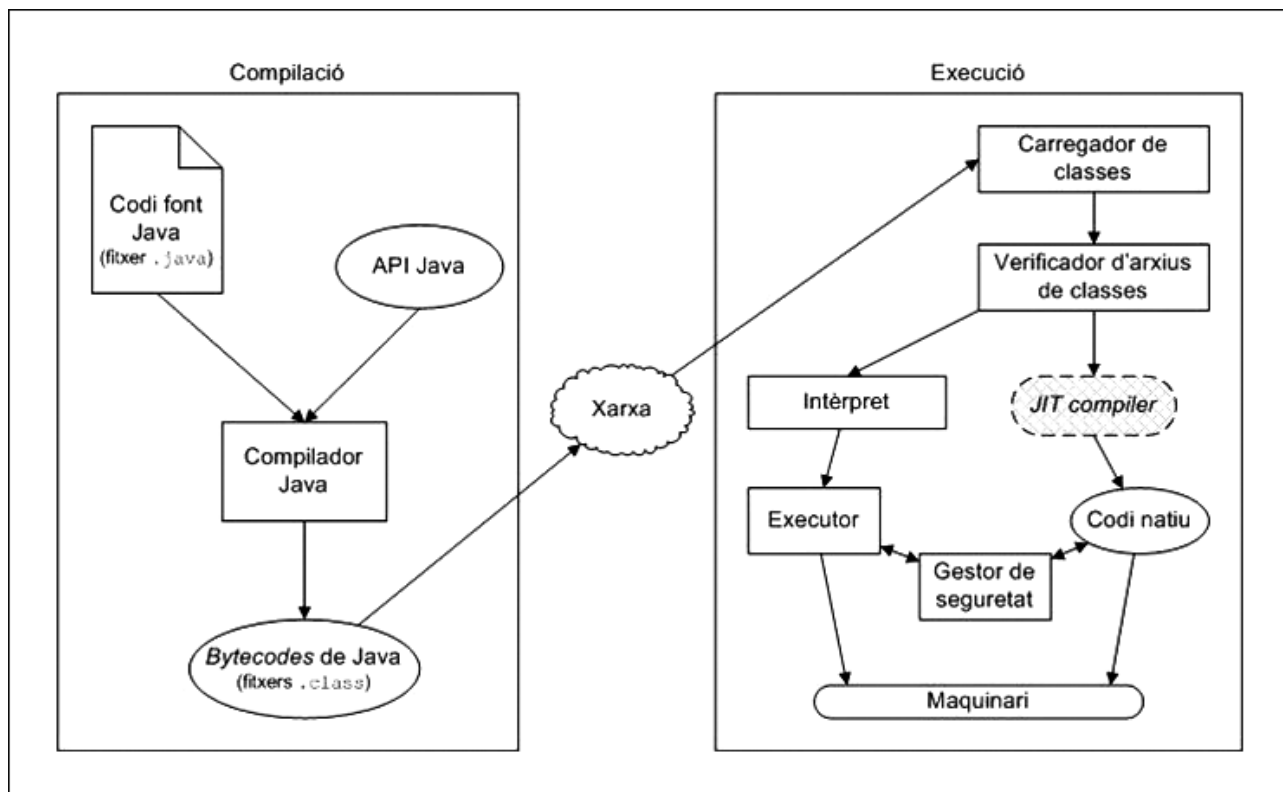 Compilació
Execució
Codi font
Java
(fitxer .java)
API Java
Compilador
Java
Bytecodes de Java
(fitxers .class)
Xarxa
Carregador de
classes
Verificador d'arxius
de classes
Intèrpret
JIT compiler
Executor
Codi natiu
Gestor de
seguretat
Maquinari